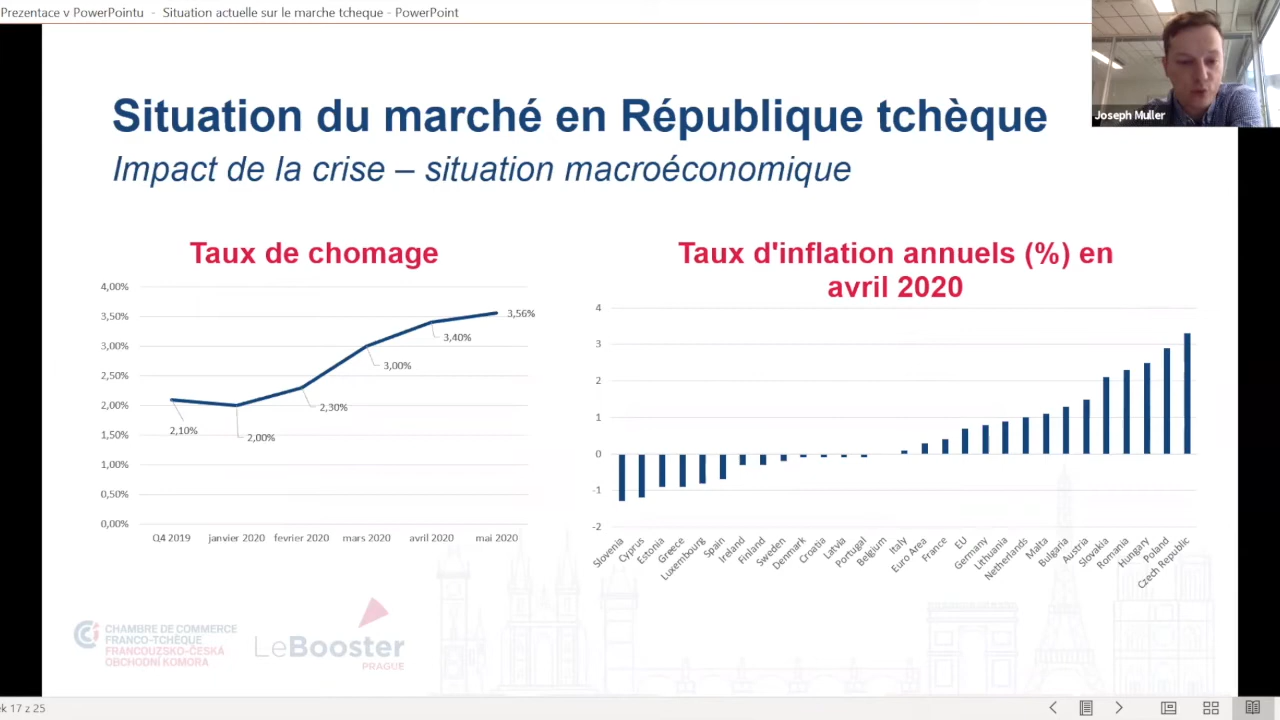 Prezentace v PowerPointu - Situation actuelle sur le marche tcheque - PowerPoint
Joseph Muller
Situation du marché en République tchèque
Impact de la crise – situation macroéconomique
Taux de chomage
4,00%
3,50%
3,00%
2,50%
2,00%
1,50%
1,00%
0,50%
0,00%
2,10%
2,00%
2,30%
3,00%
3,40%
3,56%
Q4 2019
janvier 2020
fevrier 2020
mars 2020
avril 2020
mai 2020
Taux d'inflation annuels (%) en
avril 2020
4
3
2
1
0
-1
-2
Slovenia
Cyprus
Estonia
Greece
Luxembourg
Spain
Ireland
Finland
Sweden
Denmark
Croatia
Latvia
Portugal
Belgium
Italy
Euro Area
France
EU
Germany
Lithuania
Netherlands
Malta
Bulgaria
Austria
Slovakia
Romania
Hungary
Poland
Czech Republic
CHAMBRE DE COMMERCE
FRANCO-TCHÈQUE
FRANCOUZSKO-ČESKÁ
OBCHODNÍ KOMORA
LeBooster
PRAGUE
17 z 25